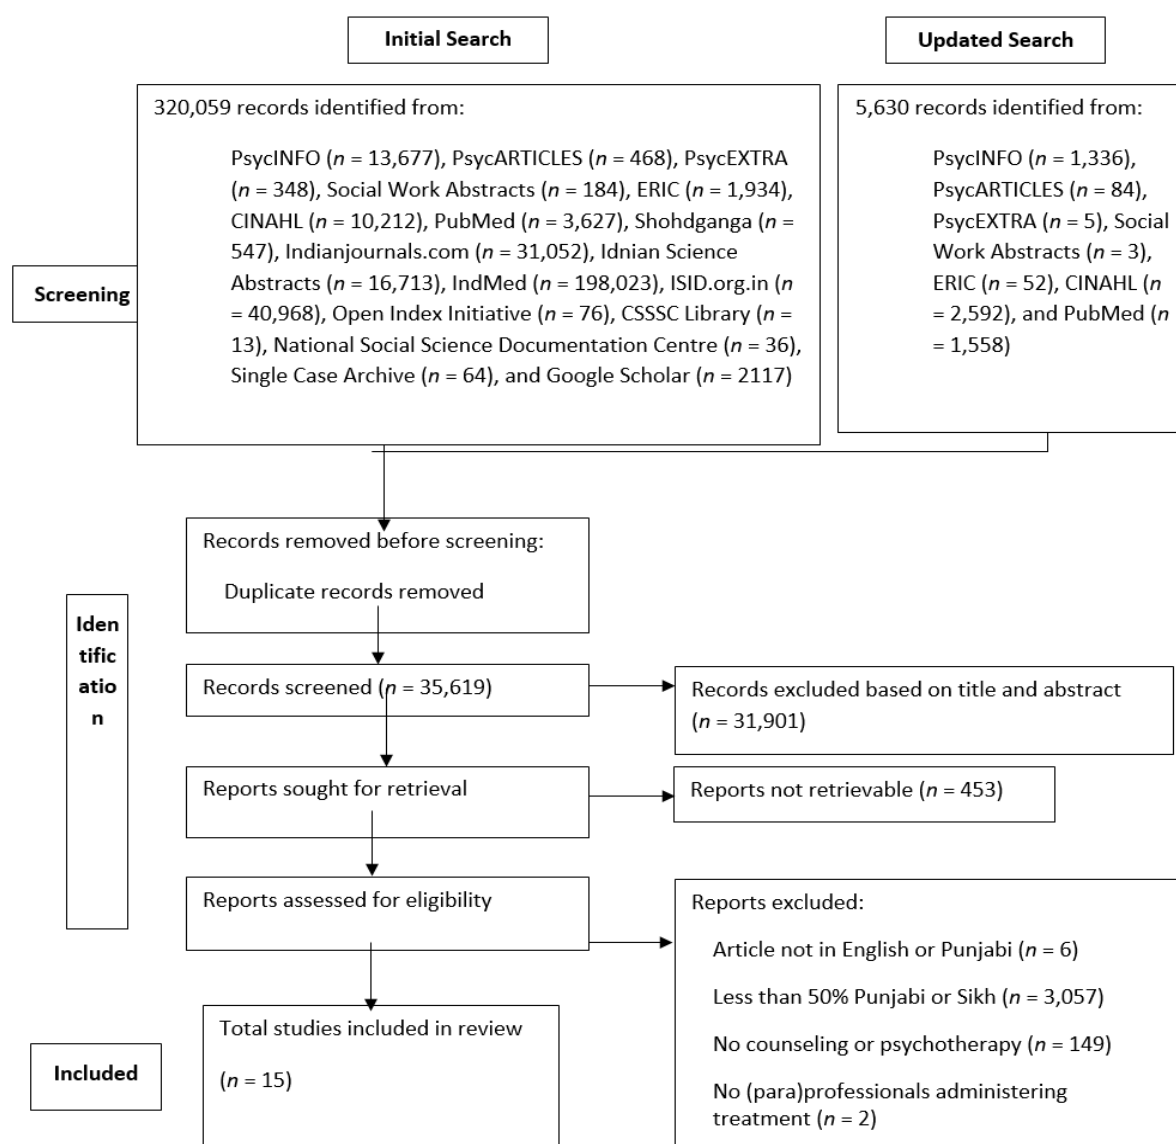 Initial Search
Updated Search
320,059 records identified from:
PsycINFO (n = 13,677), PsycARTICLES (n = 468), PsycEXTRA
(n = 348), Social Work Abstracts (n = 184), ERIC (n = 1,934),
CINAHL (n = 10,212), PubMed (n = 3,627), Shohdganga (n =
547), Indianjournals.com (n = 31,052), Idnian Science
Abstracts (n = 16,713), IndMed (n = 198,023), ISID.org.in (n
= 40,968), Open Index Initiative (n = 76), CSSSC Library (n =
13), National Social Science Documentation Centre (n = 36),
Single Case Archive (n = 64), and Google Scholar (n = 2117)
5,630 records identified from:
PsycINFO (n = 1,336),
PsycARTICLES (n = 84),
PsycEXTRA (n = 5), Social
Work Abstracts (n = 3),
ERIC (n = 52), CINAHL (n
= 2,592), and PubMed (n
= 1,558)
Screening
Records removed before screening:
Duplicate records removed
Iden
tific
atio
n
Records screened (n = 35,619)
Records excluded based on title and abstract
(n = 31,901)
Reports sought for retrieval
Reports not retrievable (n = 453)
Reports assessed for eligibility
Reports excluded:
Article not in English or Punjabi (n = 6)
Less than 50% Punjabi or Sikh (n = 3,057)
No counseling or psychotherapy (n = 149)
No (para)professionals administering
treatment (n = 2)
Included
Total studies included in review
(n = 15)